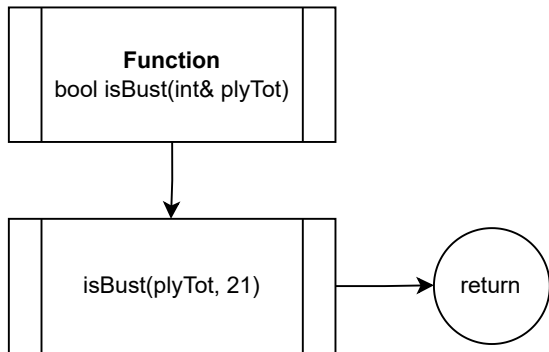 Function
bool isBust(int& plyTot)
isBust(plyTot, 21)
return